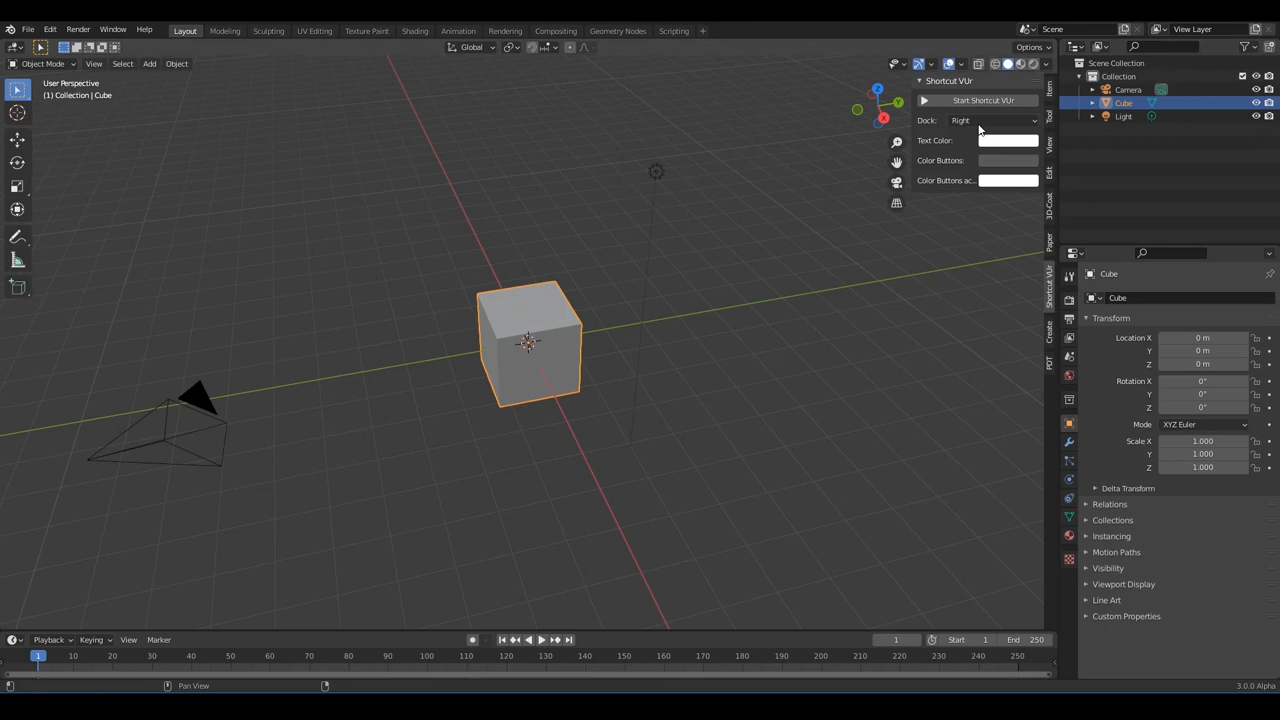 File Edit Render Window Help Layout Modeling Sculpting UV Editing Texture Paint Shading Animation Rendering Compositing Geometry Nodes Scripting + Scene View Layer
Global Options
Object Mode View Select Add Object
User Perspective
(1) Collection | Cube
Z
Y
X
Shortcut VUr
Start Shortcut VUr
Dock: Right
Text Color:
Color Buttons:
Color Buttons ac..
Item
Tool
View
Edit
3D-Coat
Paper
Shortcut VUr
Create
PDT
Scene Collection
Collection
Camera
Cube
Light
Cube
Cube
Transform
Location X 0 m
Y 0 m
Z 0 m
Rotation X 0°
Y 0°
Z 0°
Mode XYZ Euler
Scale X 1.000
Y 1.000
Z 1.000
Delta Transform
Relations
Collections
Instancing
Motion Paths
Visibility
Viewport Display
Line Art
Custom Properties
Playback Keying View Marker 1 Start 1 End 250
1 10 20 30 40 50 60 70 80 90 100 110 120 130 140 150 160 170 180 190 200 210 220 230 240 250
Pan View 3.0.0 Alpha